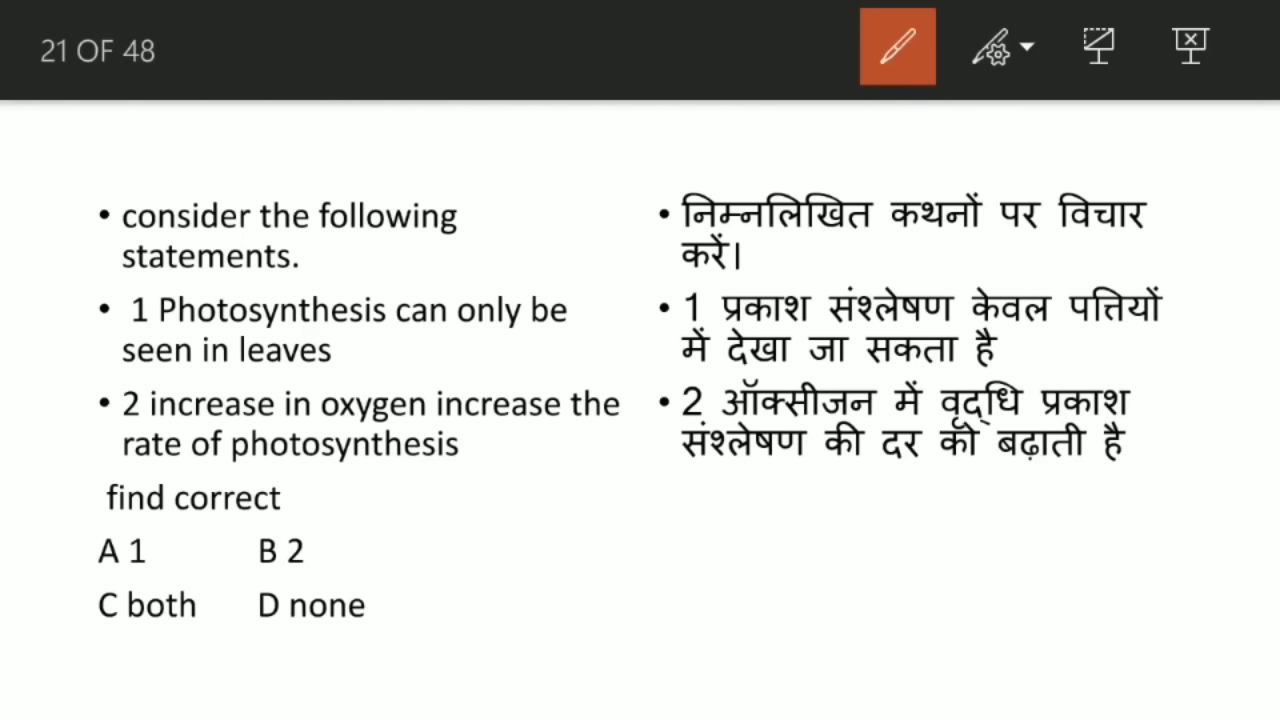 21 OF 48
• consider the following
statements.
• 1 Photosynthesis can only be
seen in leaves
• 2 increase in oxygen increase the
rate of photosynthesis
find correct
A 1 B 2
C both D none
• निम्नलिखित कथनों पर विचार
करें।
• 1 प्रकाश संश्लेषण केवल पत्तियों
में देखा जा सकता है
• 2 ऑक्सीजन में वृद्धि प्रकाश
संश्लेषण की दर को बढ़ाती है